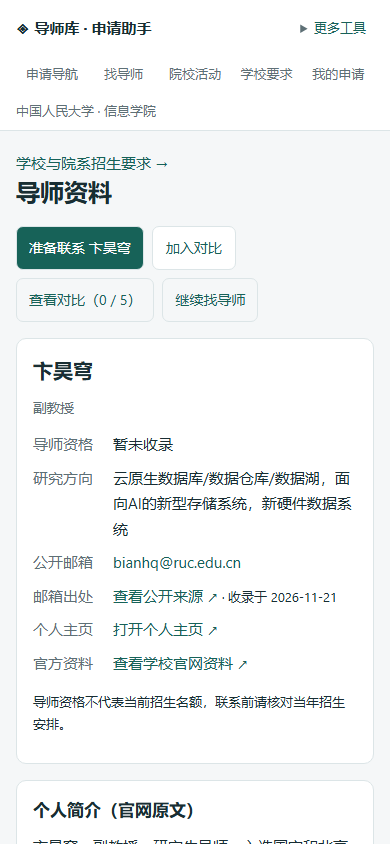 ◈ 导师库 · 申请助手
▶ 更多工具
申请导航 找导师 院校活动 学校要求 我的申请
中国人民大学 · 信息学院
学校与院系招生要求 →
导师资料
准备联系 卞昊穹 加入对比
查看对比（0 / 5） 继续找导师
卞昊穹
副教授
导师资格 暂未收录
研究方向 云原生数据库/数据仓库/数据湖，面
向AI的新型存储系统，新硬件数据系
统
公开邮箱 bianhq@ruc.edu.cn
邮箱出处 查看公开来源 ↗ · 收录于 2026-11-21
个人主页 打开个人主页 ↗
官方资料 查看学校官网资料 ↗
导师资格不代表当前招生名额，联系前请核对当年招生
安排。
个人简介（官网原文）